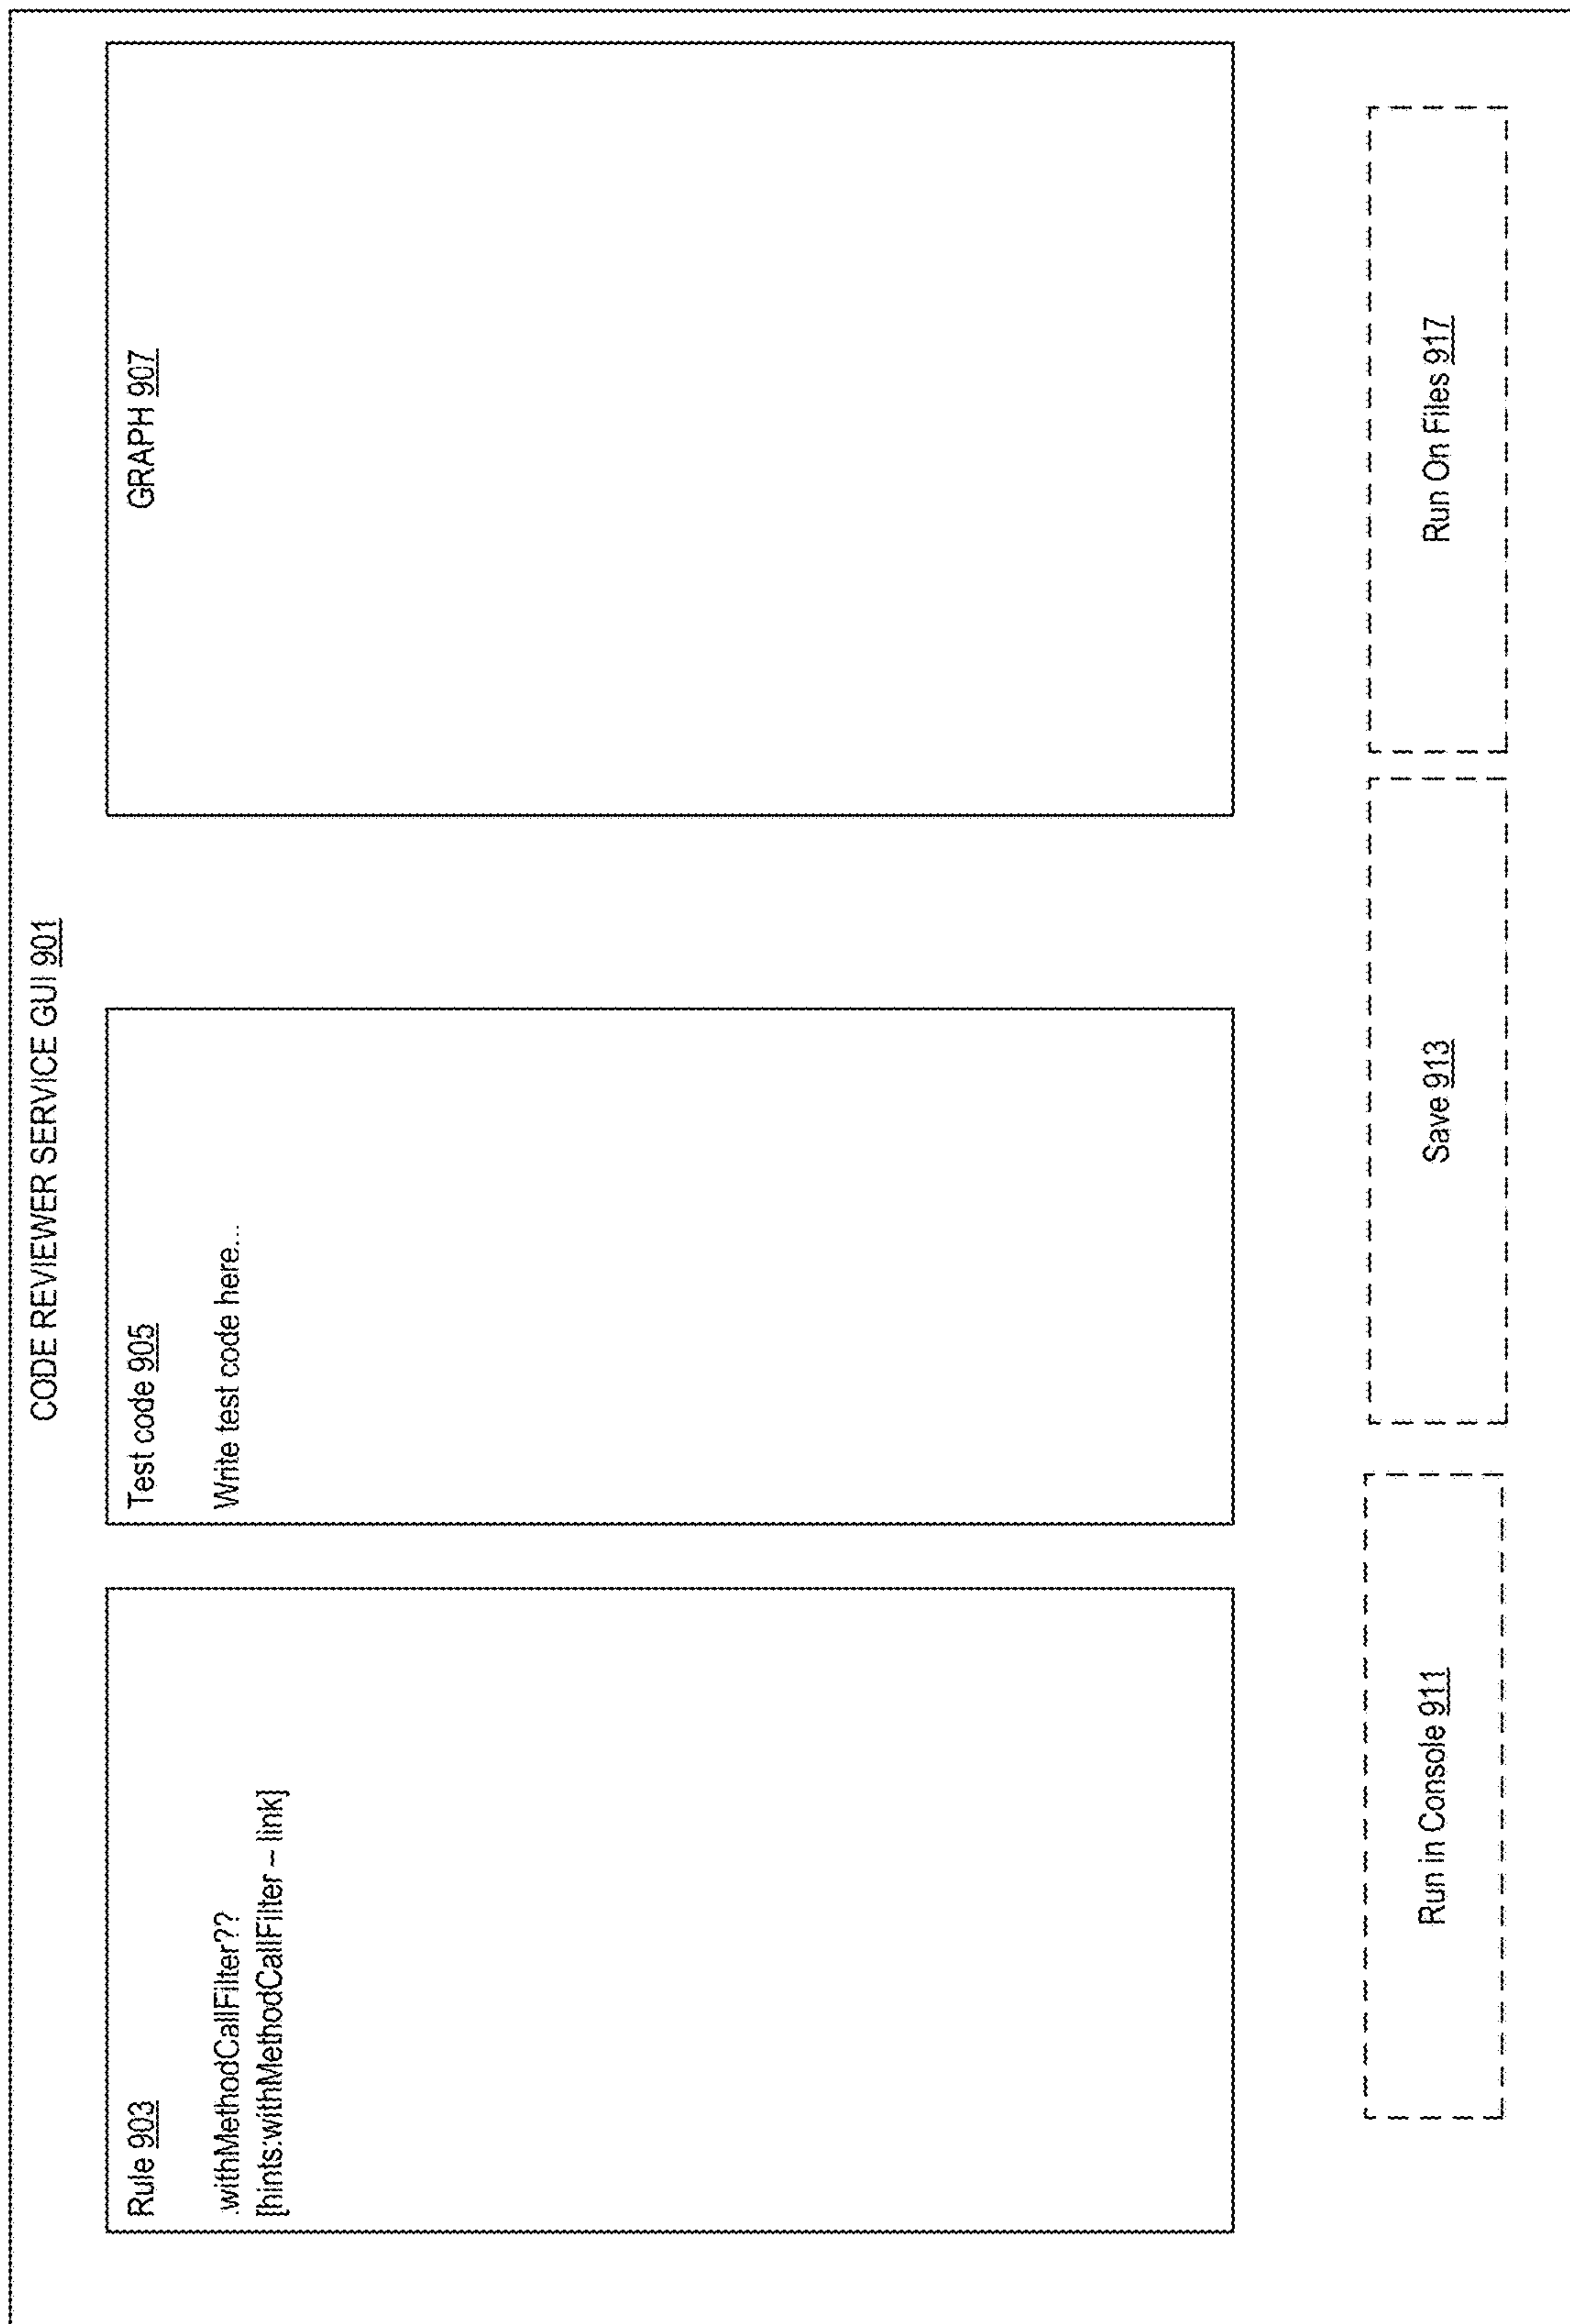 CODE REVIEWER SERVICE GUI 901
Rule 903
.withMethodCallFilter??
[hints:withMethodCallFilter – link]
Test code 905
Write test code here...
GRAPH 907
Run in Console 911
Save 913
Run On Files 917